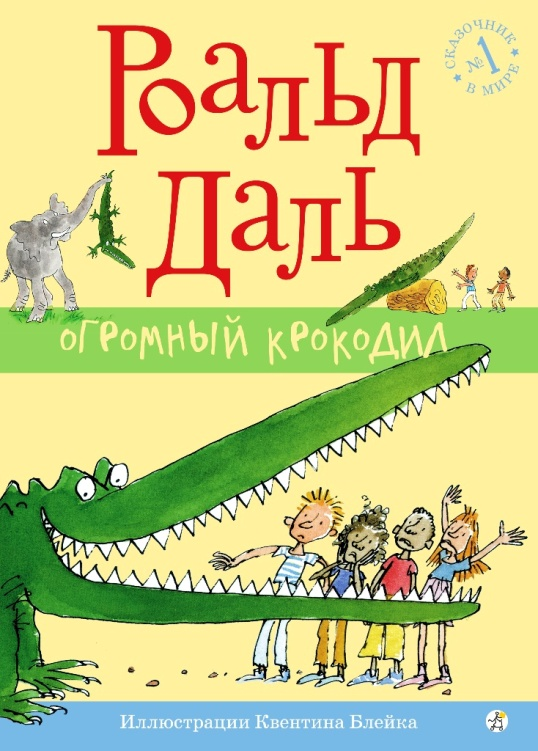 СКАЗОЧНИК
№1
В МИРЕ
Роальд
Даль
ОГРОМНЫЙ КРОКОДИЛ
Иллюстрации Квентина Блейка